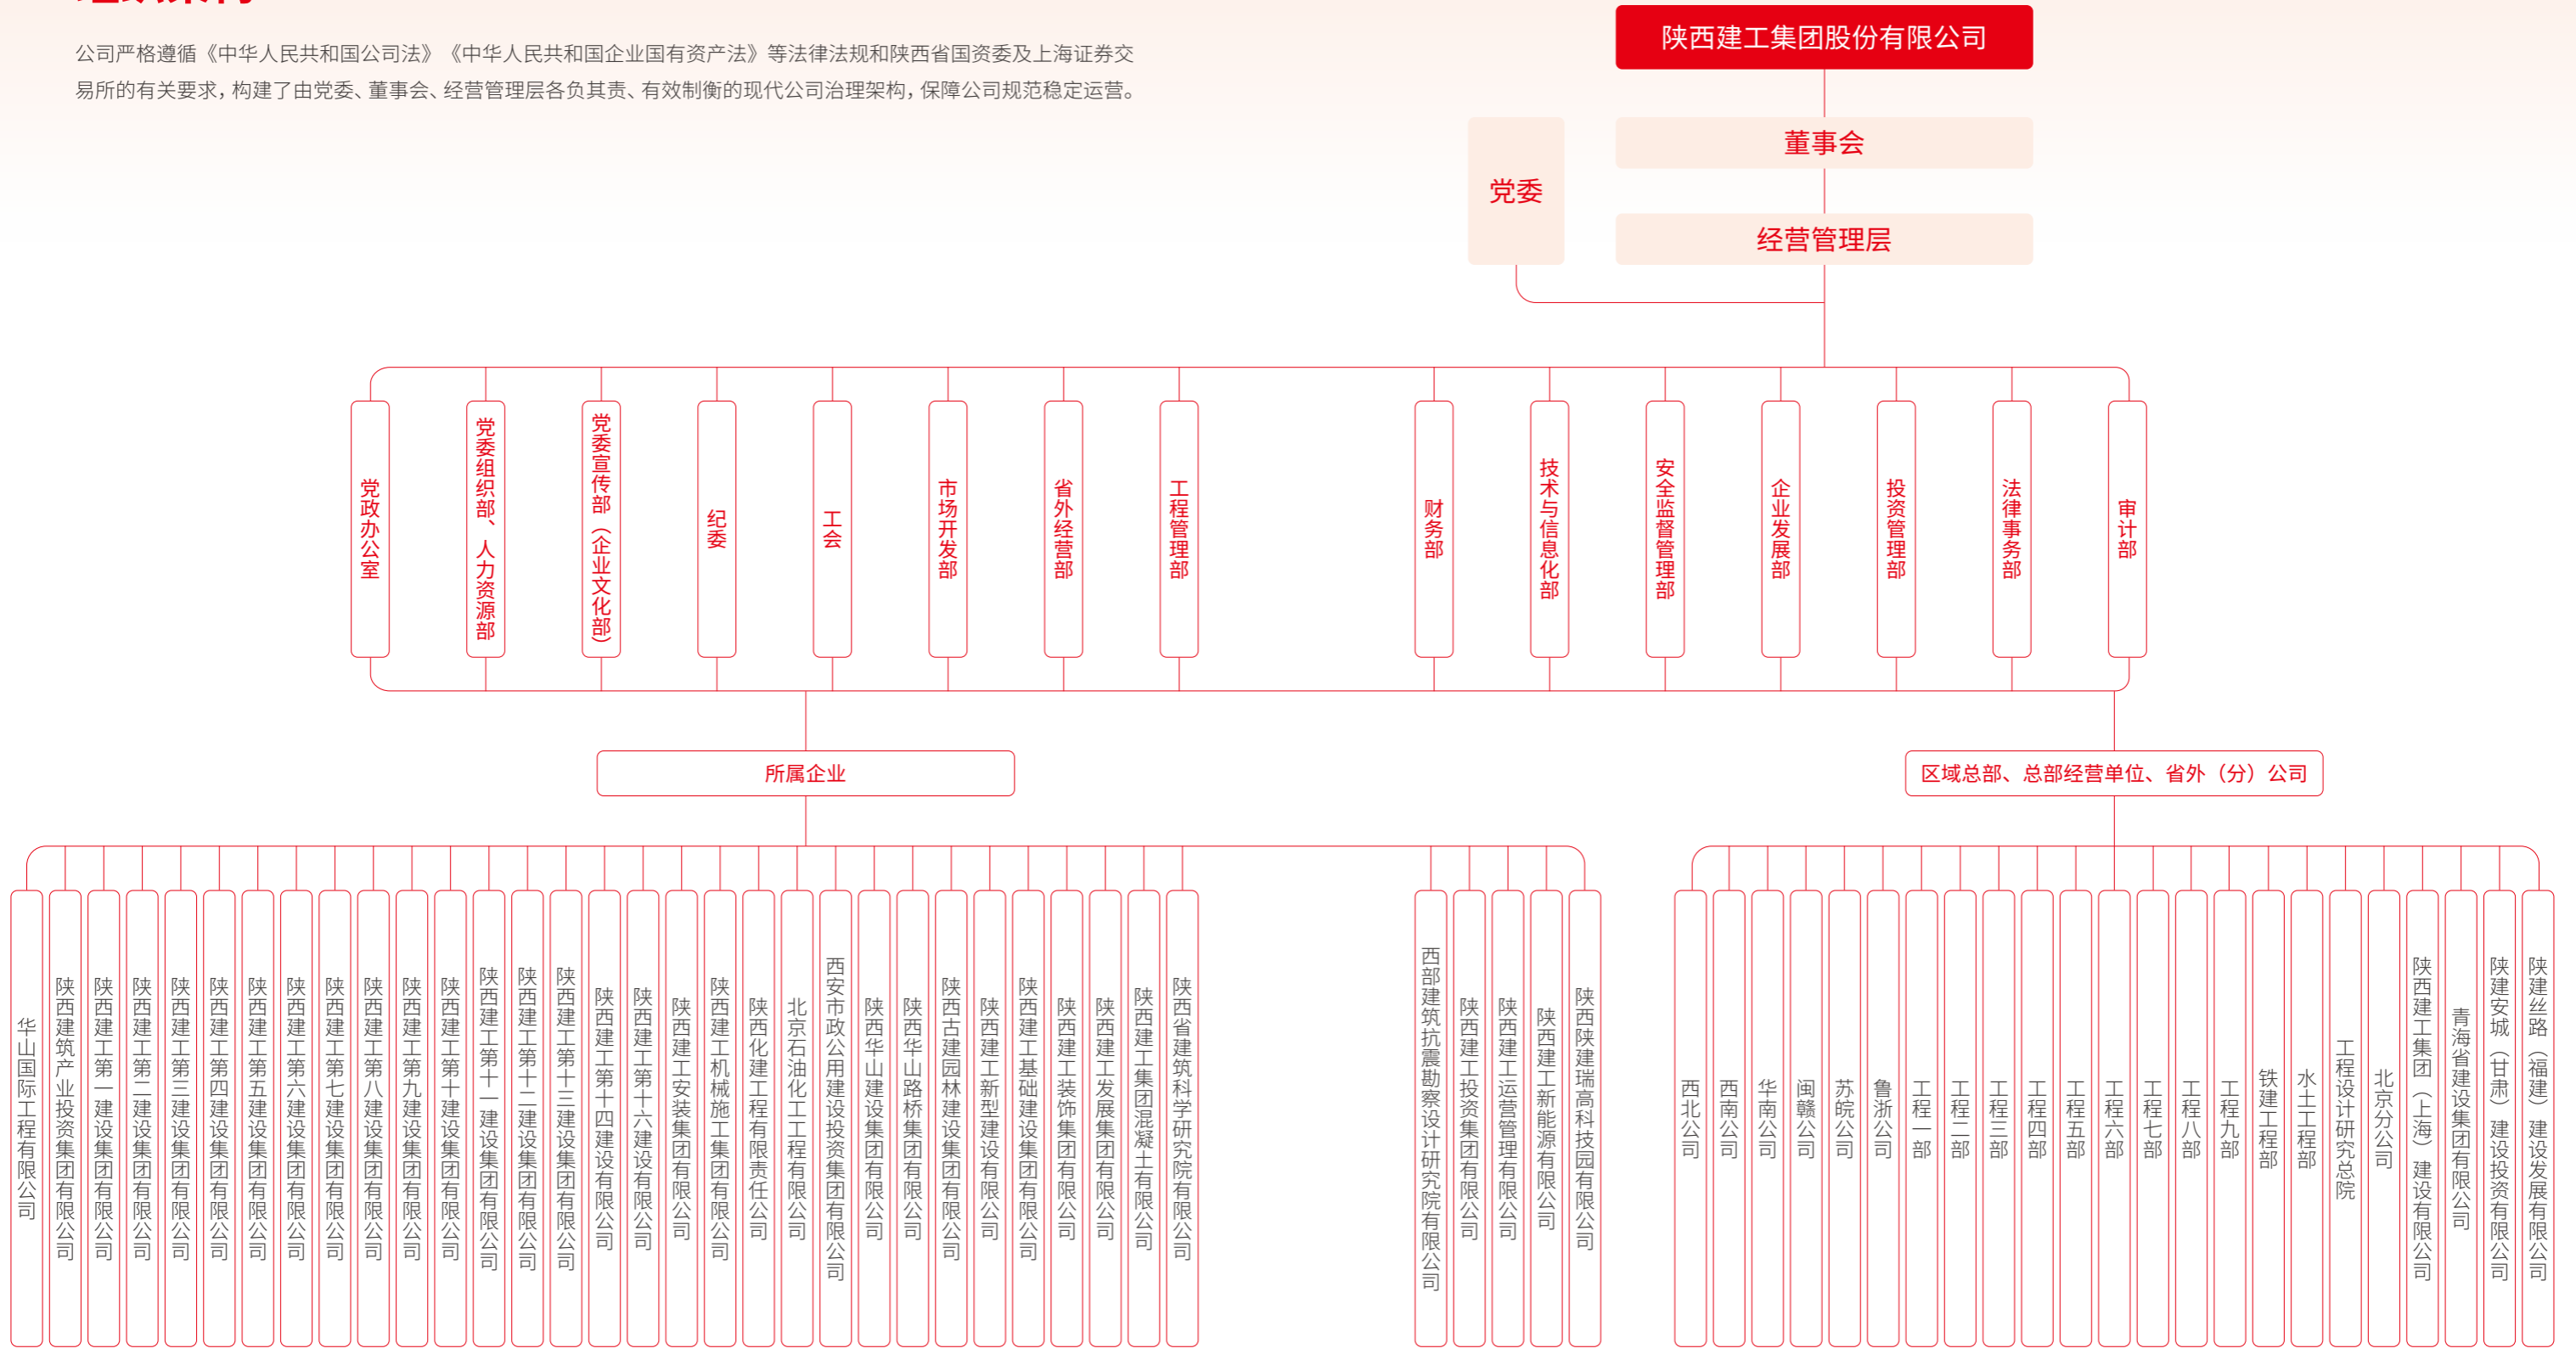 公司严格遵循《中华人民共和国公司法》《中华人民共和国企业国有资产法》等法律法规和陕西省国资委及上海证券交
易所的有关要求，构建了由党委、董事会、经营管理层各负其责、有效制衡的现代公司治理架构，保障公司规范稳定运营。
陕西建工集团股份有限公司
董事会
党委
经营管理层
党政办公室
党委组织部、人力资源部
党委宣传部（企业文化部）
纪委
工会
市场开发部
省外经营部
工程管理部
财务部
技术与信息化部
安全监督管理部
企业发展部
投资管理部
法律事务部
审计部
所属企业
区域总部、总部经营单位、省外（分）公司
华山国际工程有限公司
陕西建筑产业投资集团有限公司
陕西建工第一建设集团有限公司
陕西建工第二建设集团有限公司
陕西建工第三建设集团有限公司
陕西建工第四建设集团有限公司
陕西建工第五建设集团有限公司
陕西建工第六建设集团有限公司
陕西建工第七建设集团有限公司
陕西建工第八建设集团有限公司
陕西建工第九建设集团有限公司
陕西建工第十建设集团有限公司
陕西建工第十一建设集团有限公司
陕西建工第十二建设集团有限公司
陕西建工第十三建设集团有限公司
陕西建工第十四建设有限公司
陕西建工第十六建设有限公司
陕西建工安装集团有限公司
陕西建工机械施工集团有限公司
陕西化建工程有限责任公司
北京石油化工工程有限公司
西安市政公用建设投资集团有限公司
陕西华山建设集团有限公司
陕西华山路桥集团有限公司
陕西古建园林建设集团有限公司
陕西建工新型建设有限公司
陕西建工基础建设集团有限公司
陕西建工装饰集团有限公司
陕西建工发展集团有限公司
陕西建工集团混凝土有限公司
陕西省建筑科学研究院有限公司
西部建筑抗震勘察设计研究院有限公司
陕西建工投资集团有限公司
陕西建工运营管理有限公司
陕西建工新能源有限公司
陕西陕建瑞高科技园有限公司
西北公司
西南公司
华南公司
闽赣公司
苏皖公司
鲁浙公司
工程一部
工程二部
工程三部
工程四部
工程五部
工程六部
工程七部
工程八部
工程九部
铁建工程部
水土工程部
工程设计研究总院
北京分公司
陕西建工集团（上海）建设有限公司
青海省建设集团有限公司
陕建安城（甘肃）建设投资有限公司
陕建丝路（福建）建设发展有限公司